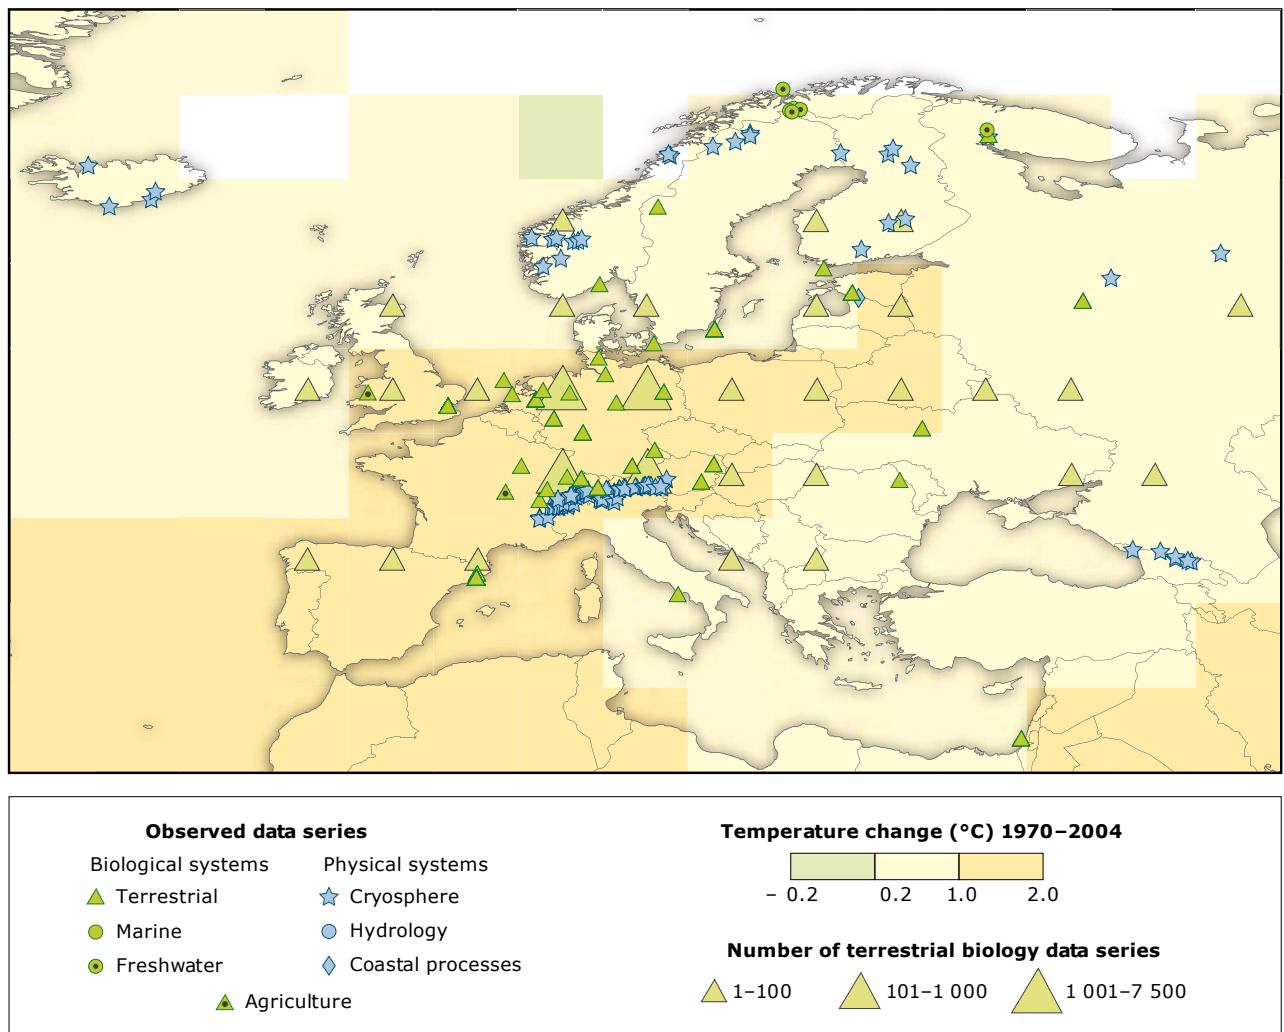 Observed data series
Biological systems
Physical systems
Terrestrial
Cryosphere
Marine
Hydrology
Freshwater
Coastal processes
Agriculture
Temperature change (°C) 1970–2004
– 0.2 0.2 1.0 2.0
Number of terrestrial biology data series
1–100 101–1 000 1 001–7 500